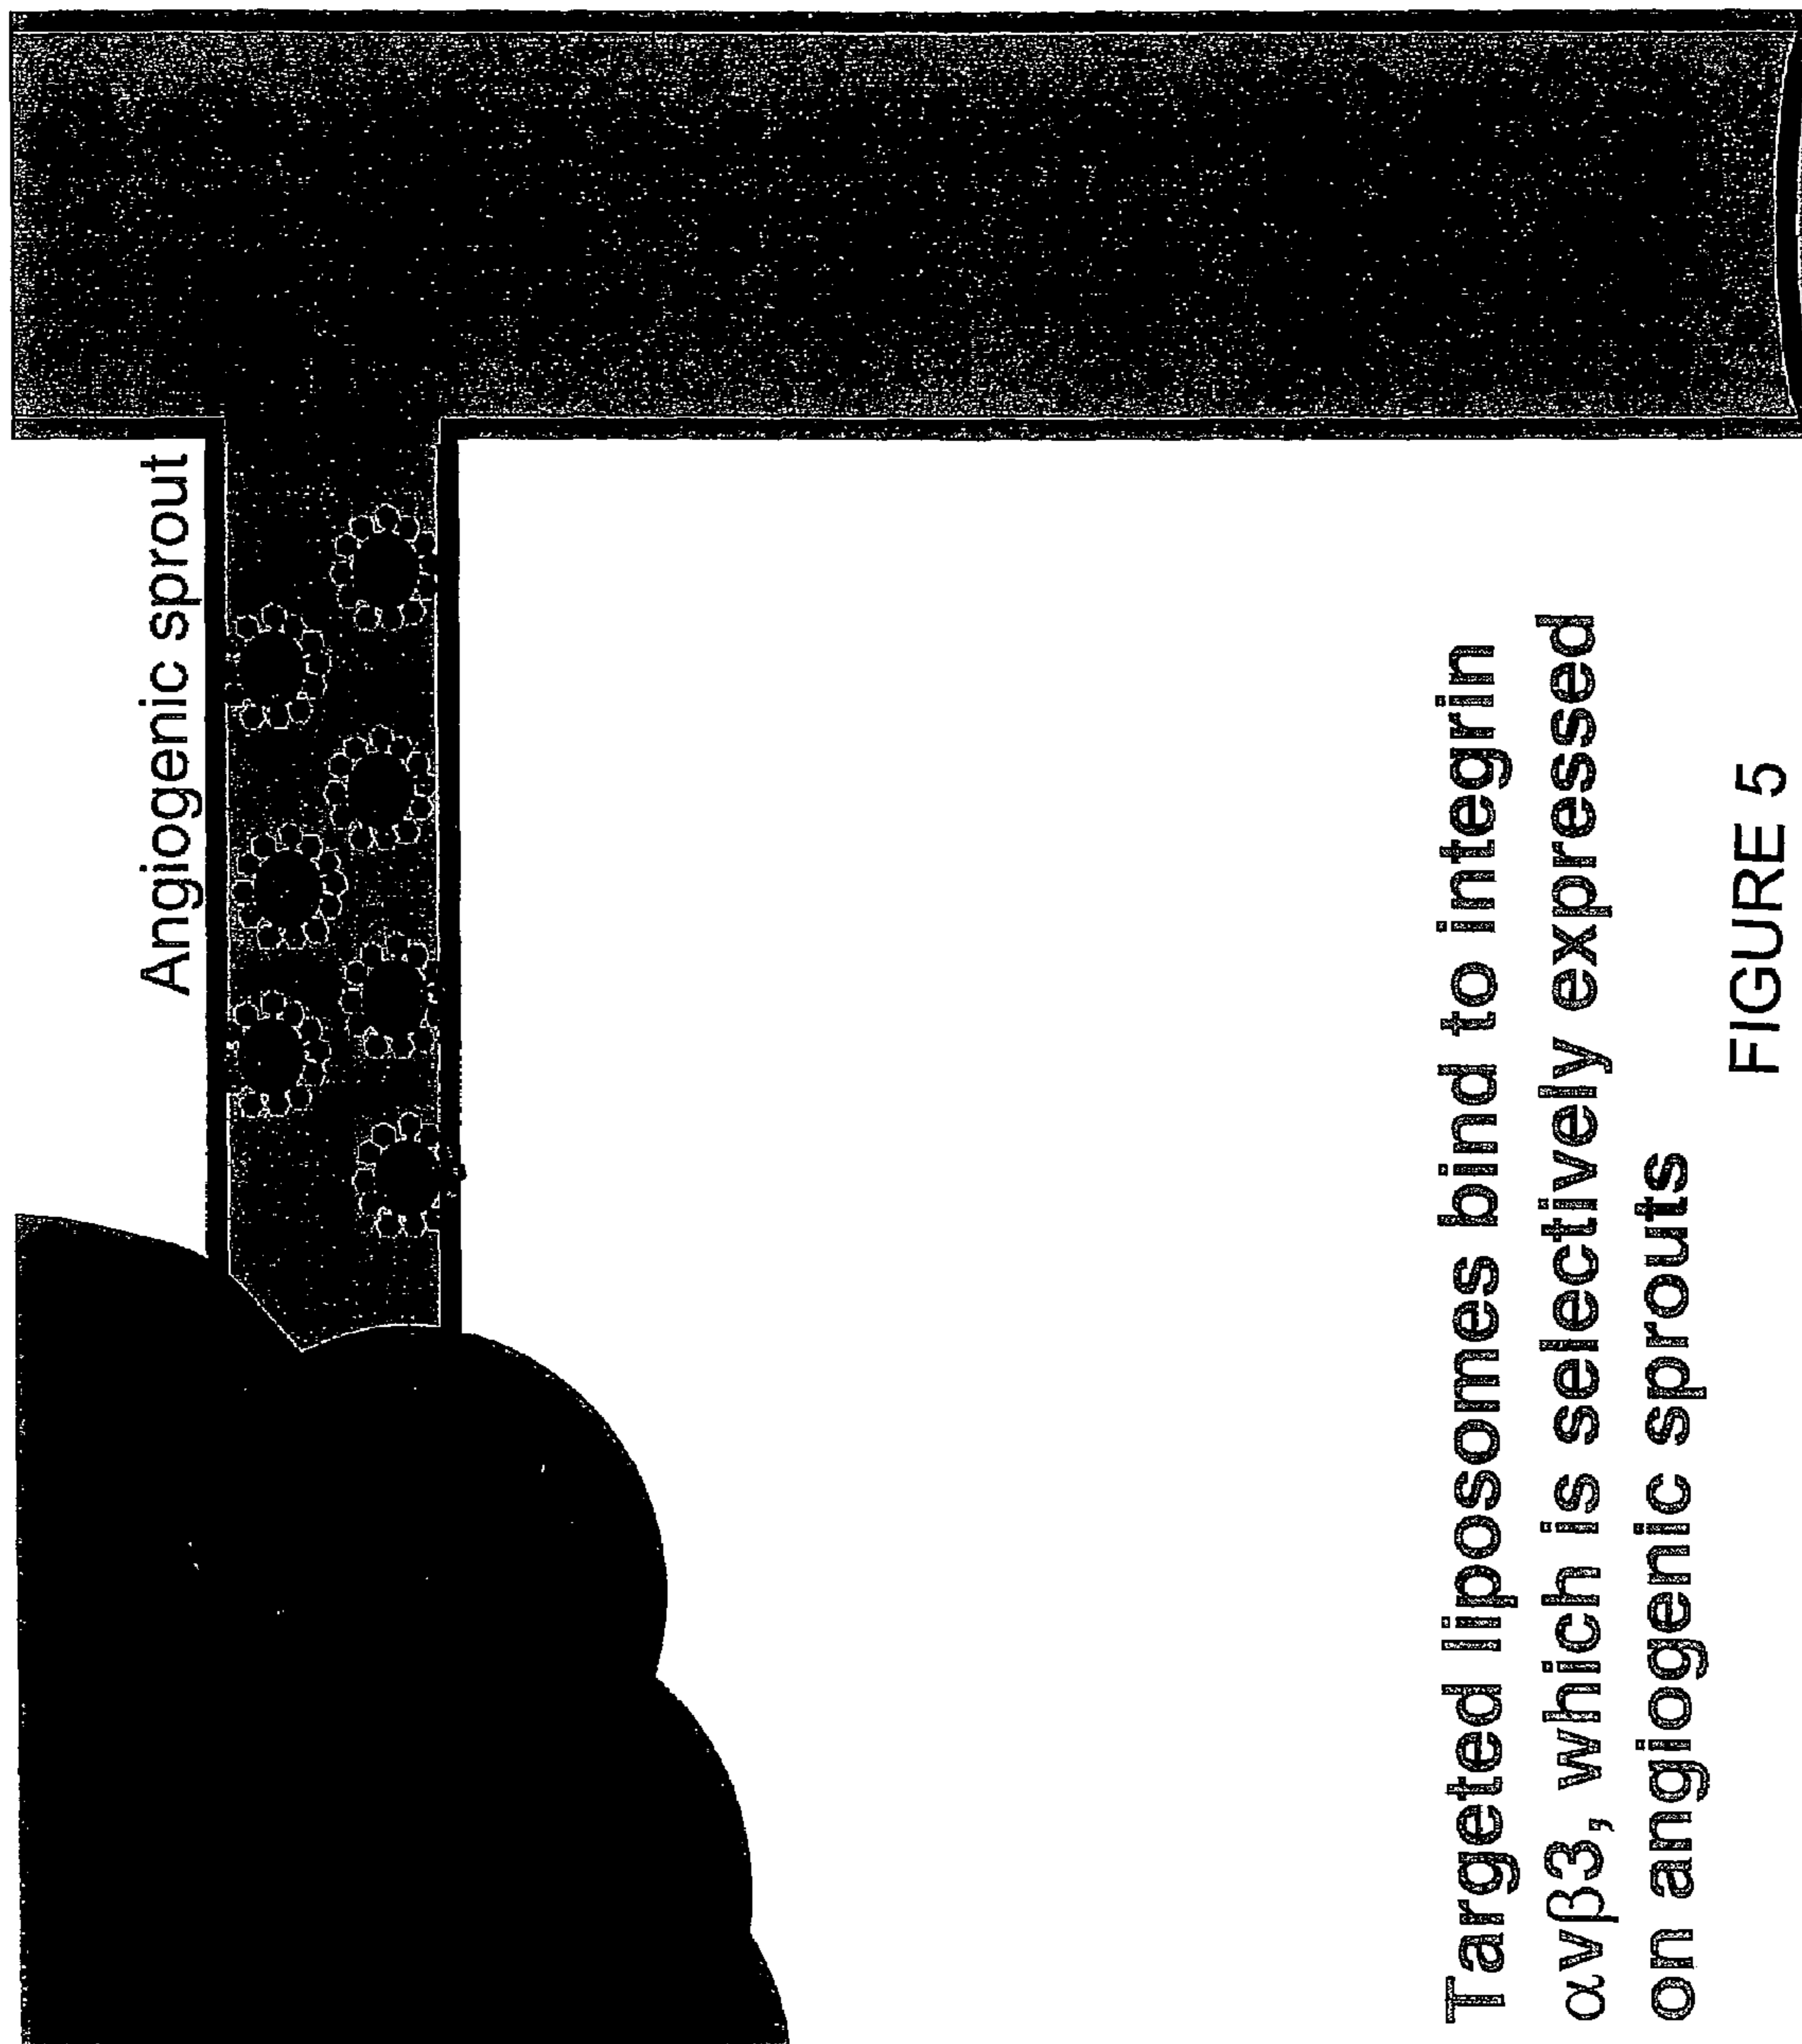 Angiogenic sprout
Targeted liposomes bind to integrin
αvβ3, which is selectively expressed
on angiogenic sprouts
FIGURE 5